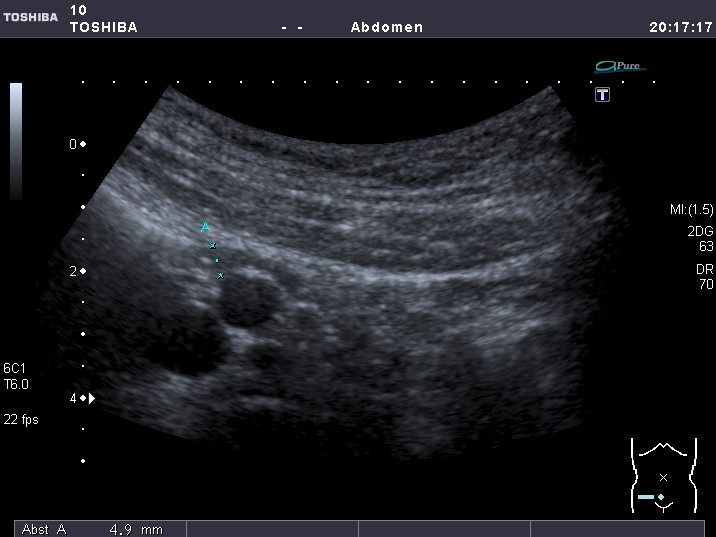 TOSHIBA
10
TOSHIBA
- -
Abdomen
20:17:17
aPure
T
0
A
MI:(1.5)
2DG
63
2
DR
70
6C1
T6.0
4
22 fps
Abst A 4.9 mm